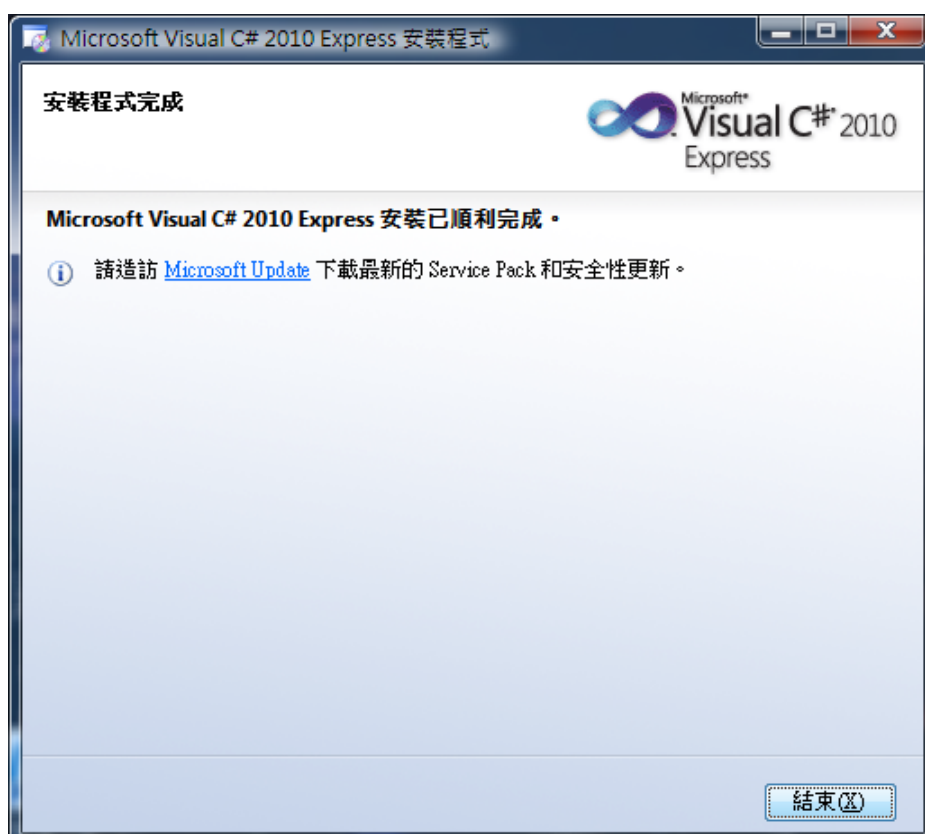 Microsoft Visual C# 2010 Express 安裝程式
安裝程式完成
Microsoft®
Visual C#® 2010
Express
Microsoft Visual C# 2010 Express 安裝已順利完成。
請造訪 Microsoft Update 下載最新的 Service Pack 和安全性更新。
結束(X)